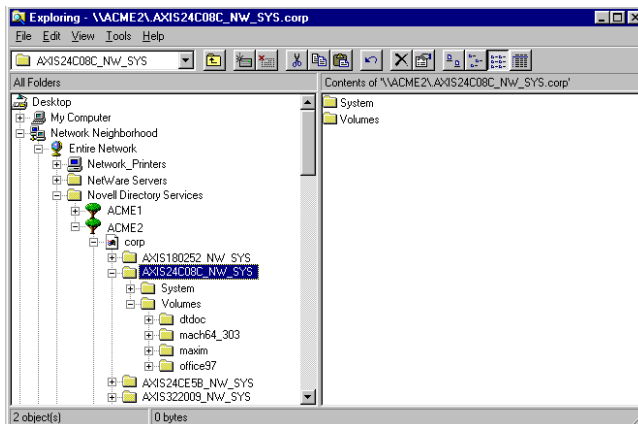 Exploring - \\ACME2\.AXIS24C08C_NW_SYS.corp
File Edit View Tools Help
AXIS24C08C_NW_SYS
All Folders
Contents of '\\ACME2\.AXIS24C08C_NW_SYS.corp'
Desktop
My Computer
Network Neighborhood
Entire Network
Network_Printers
NetWare Servers
Novell Directory Services
ACME1
ACME2
corp
AXIS180252_NW_SYS
AXIS24C08C_NW_SYS
System
Volumes
dtdoc
mach64_303
maxim
office97
AXIS24CE5B_NW_SYS
AXIS322009_NW_SYS
System
Volumes
2 object(s)
0 bytes